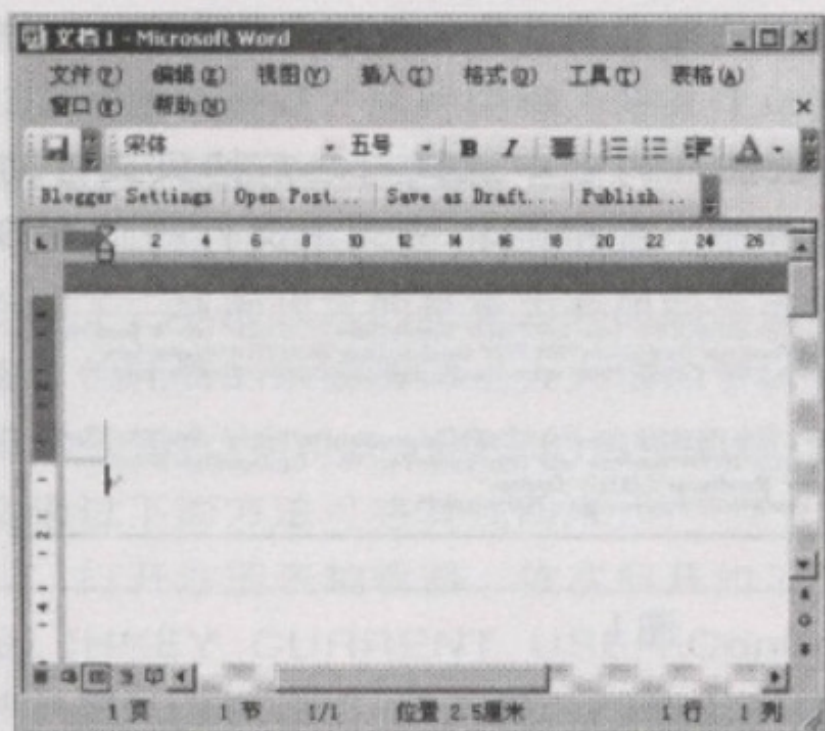 文档 1 - Microsoft Word
文件(F) 编辑(E) 视图(V) 插入(I) 格式(O) 工具(T) 表格(A)
窗口(W) 帮助(H)
宋体 五号 B I A
Blogger Settings Open Post... Save as Draft... Publish...
2 4 6 8 10 12 14 16 18 20 22 24 26
2
2
4
1 页 1 节 1/1 位置 2.5厘米 1 行 1 列